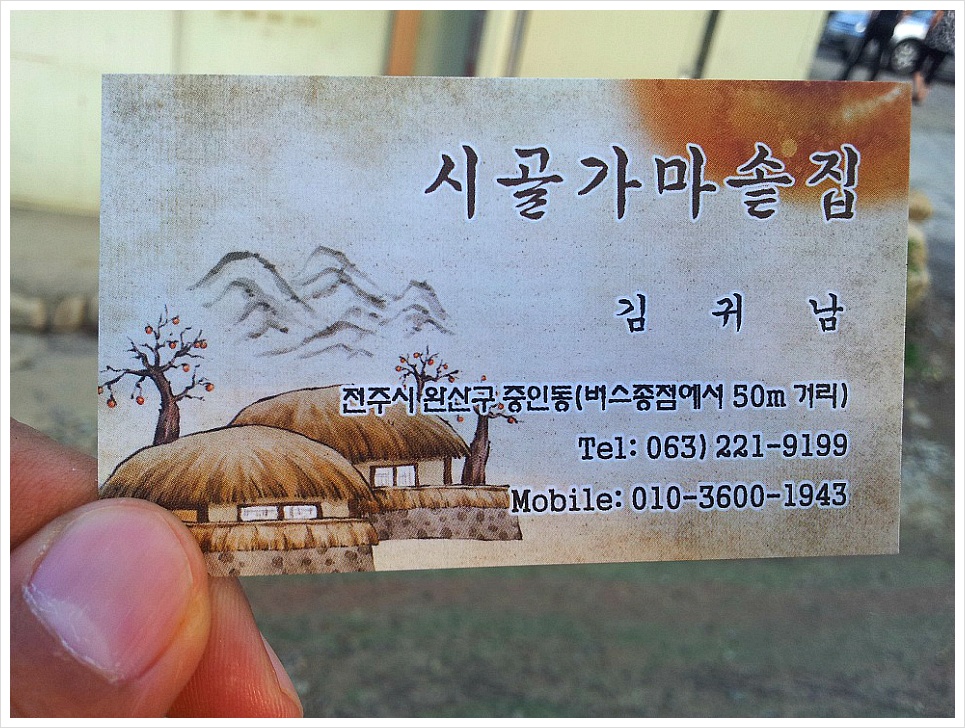 시골가마솥집
김 귀 남
전주시 완산구 중인동(버스종점에서 50m 거리)
Tel: 063) 221-9199
Mobile: 010-3600-1943